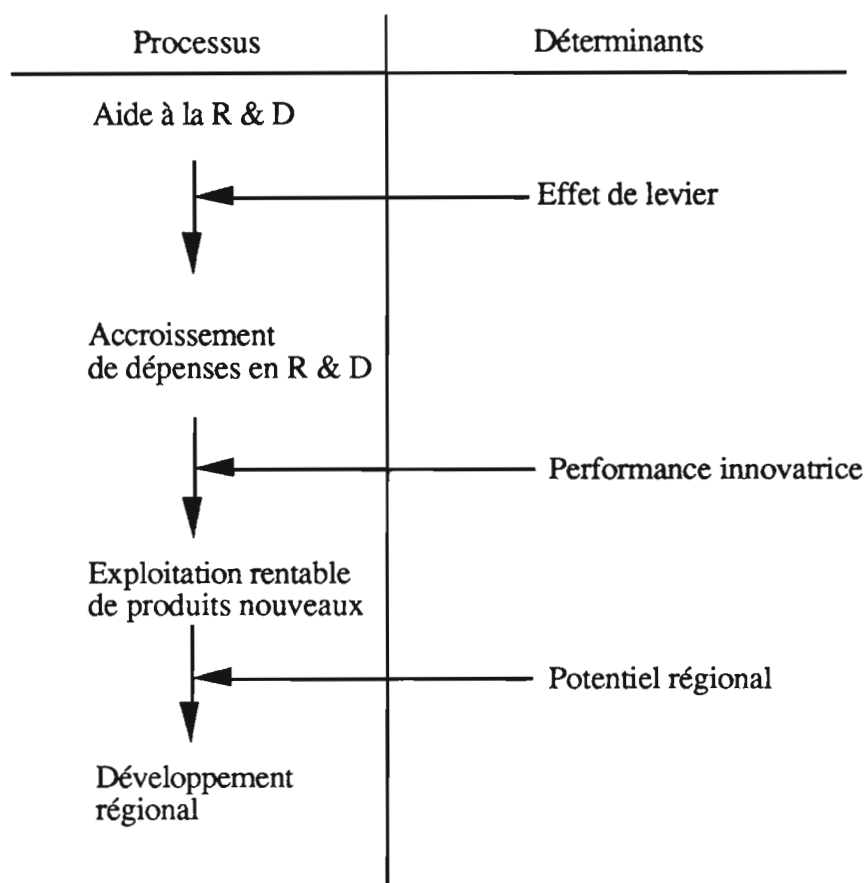 Processus
Déterminants
Aide à la R & D
Effet de levier
Accroissement
de dépenses en R & D
Performance innovatrice
Exploitation rentable
de produits nouveaux
Potentiel régional
Développement
régional